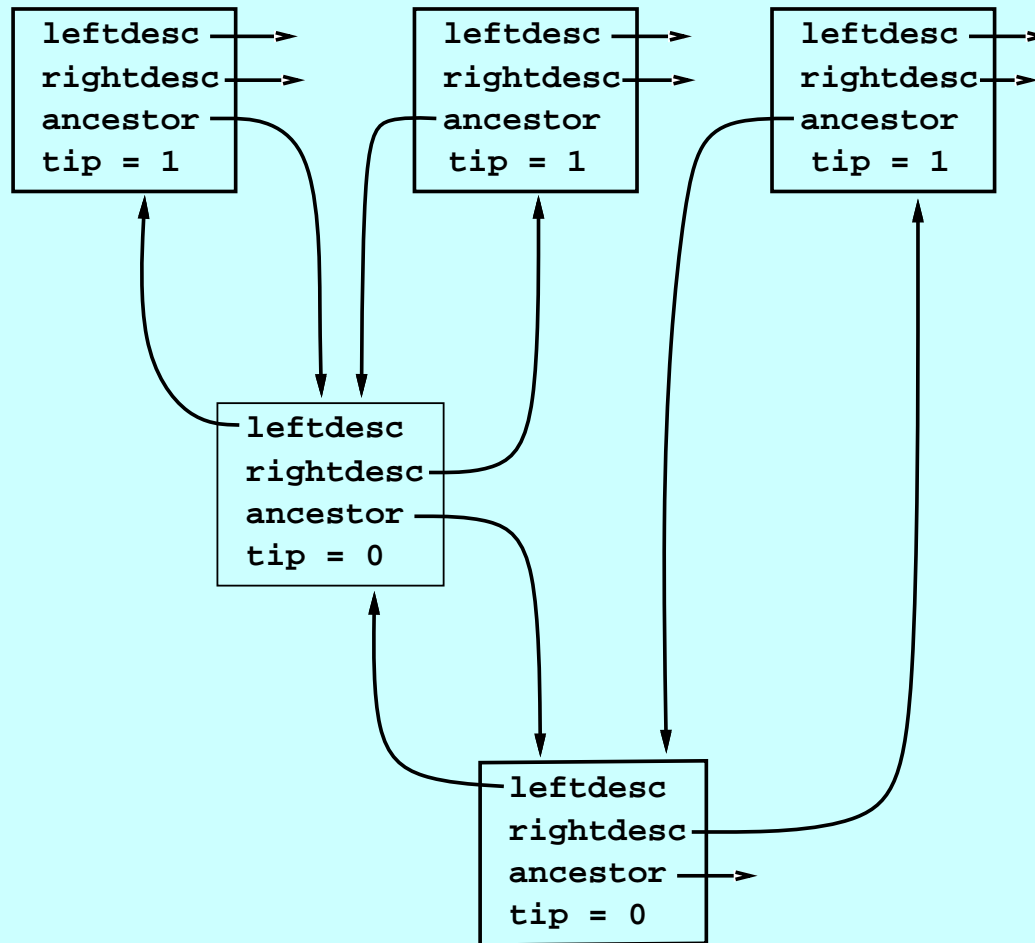 leftdesc
rightdesc
ancestor
tip = 1
leftdesc
rightdesc
ancestor
tip = 1
leftdesc
rightdesc
ancestor
tip = 1
leftdesc
rightdesc
ancestor
tip = 0
leftdesc
rightdesc
ancestor
tip = 0